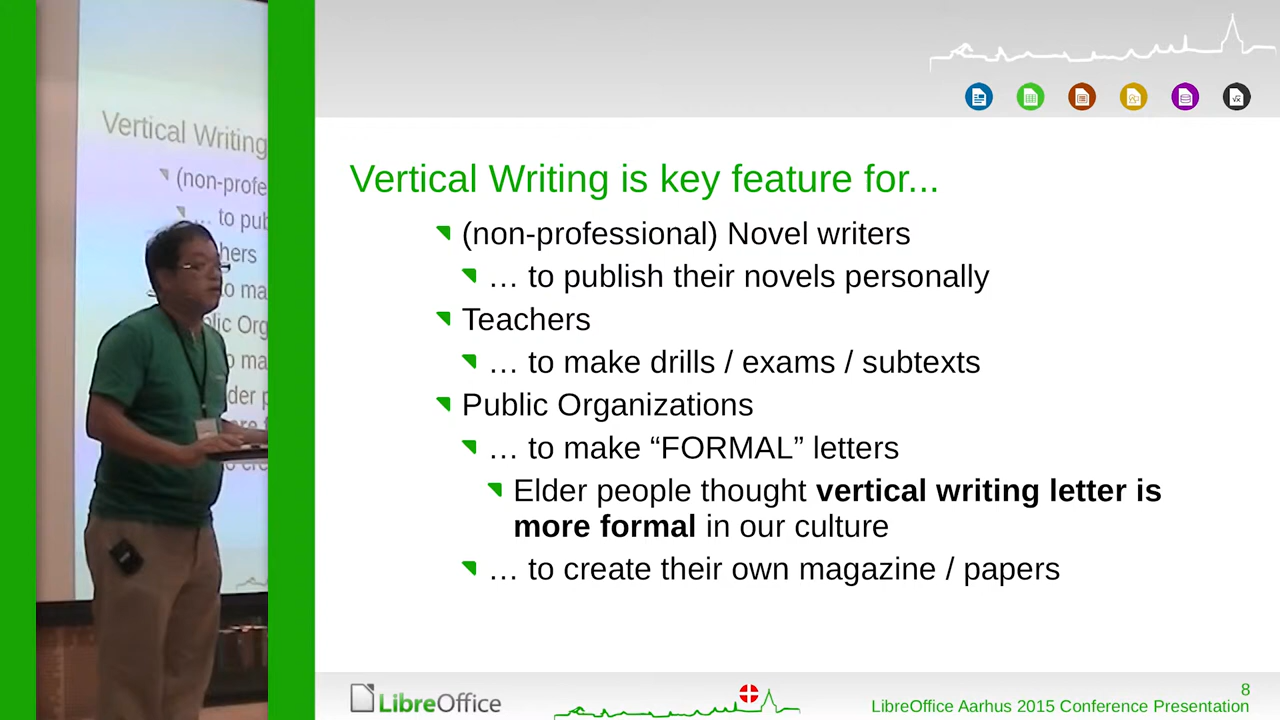 Vertical Writing
(non-profe
… to pub
hers
o ma
lic Org
o ma
der p
Vertical Writing is key feature for...
(non-professional) Novel writers
… to publish their novels personally
Teachers
… to make drills / exams / subtexts
Public Organizations
… to make “FORMAL” letters
Elder people thought vertical writing letter is
more formal in our culture
… to create their own magazine / papers
LibreOffice
8
LibreOffice Aarhus 2015 Conference Presentation